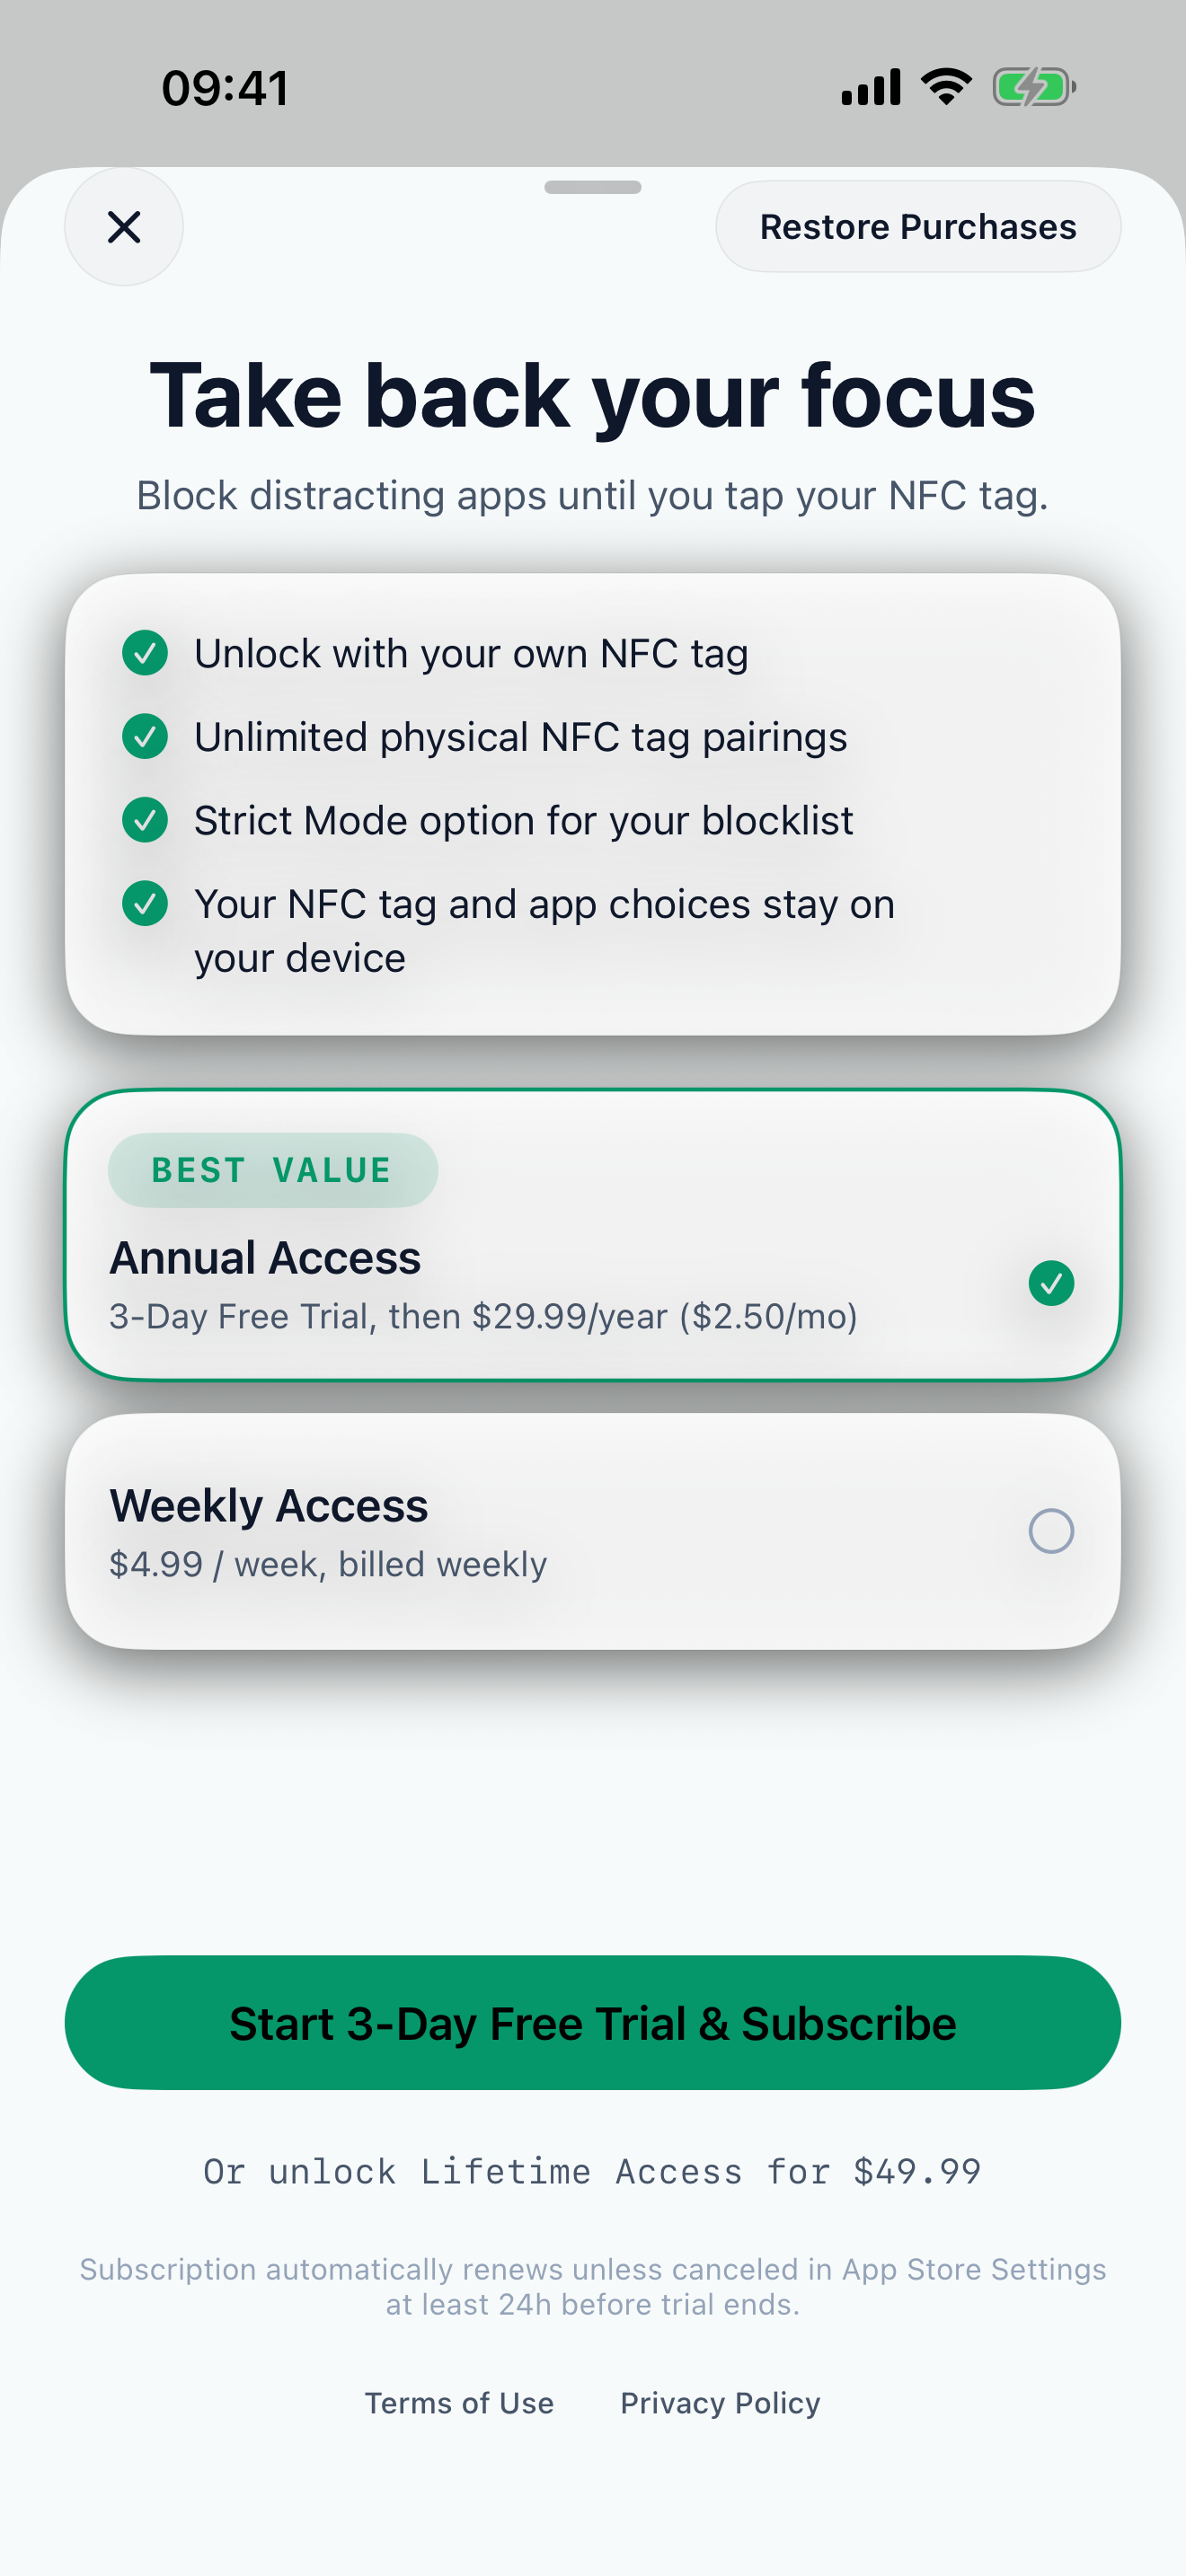 09:41
Restore Purchases
Take back your focus
Block distracting apps until you tap your NFC tag.
Unlock with your own NFC tag
Unlimited physical NFC tag pairings
Strict Mode option for your blocklist
Your NFC tag and app choices stay on
your device
BEST VALUE
Annual Access
3-Day Free Trial, then $29.99/year ($2.50/mo)
Weekly Access
$4.99 / week, billed weekly
Start 3-Day Free Trial & Subscribe
Or unlock Lifetime Access for $49.99
Subscription automatically renews unless canceled in App Store Settings
at least 24h before trial ends.
Terms of Use Privacy Policy